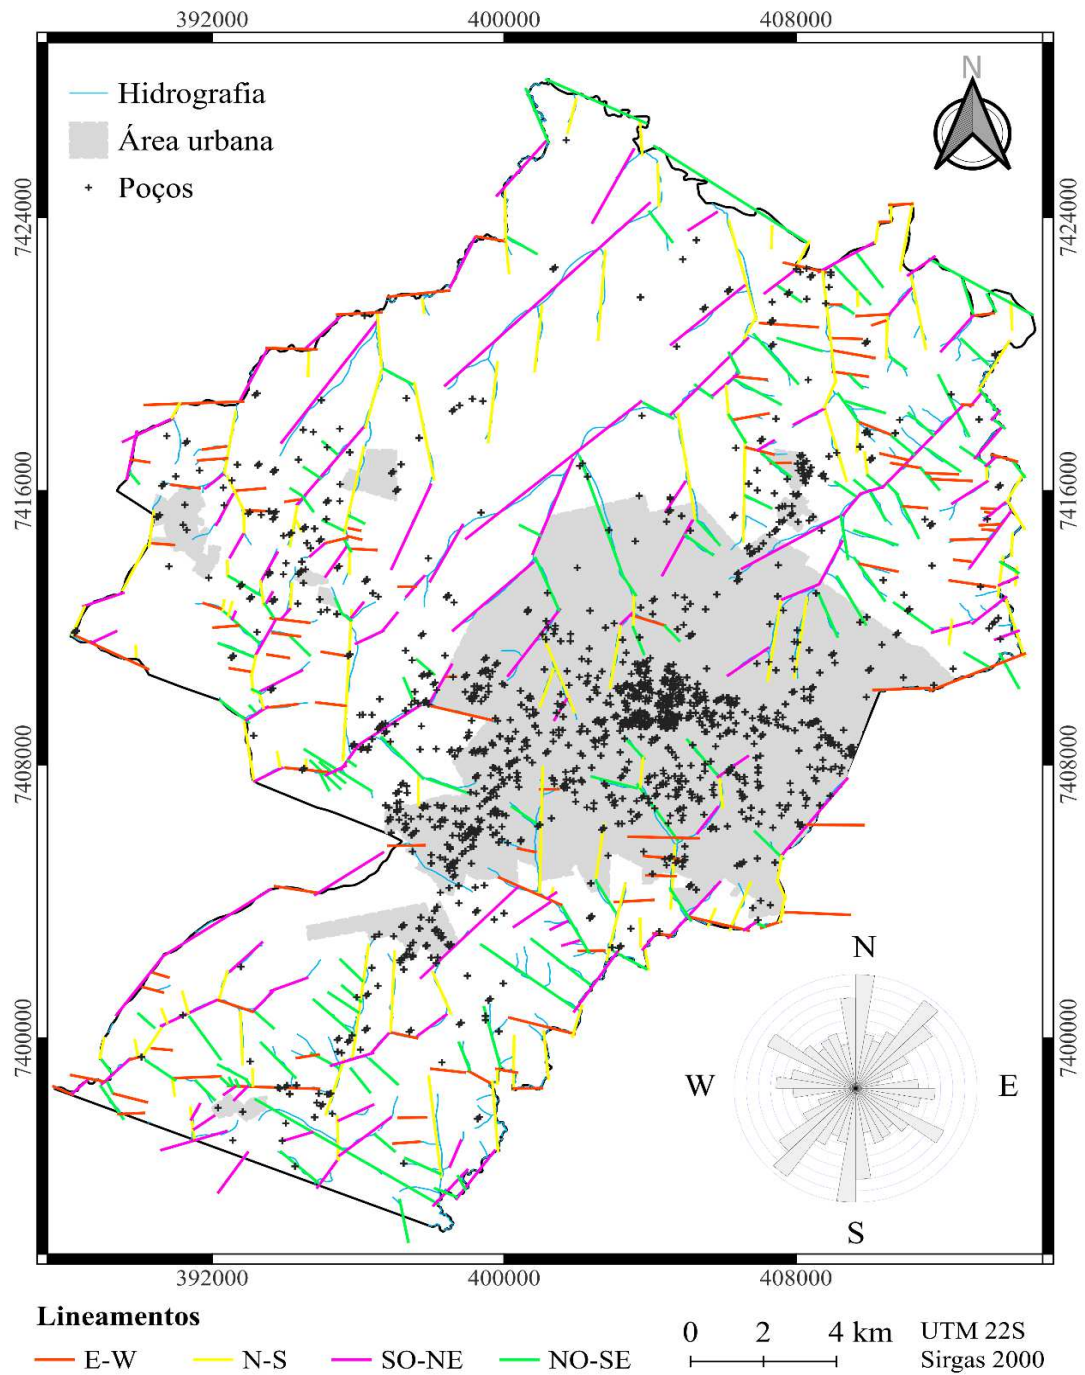 392000 400000 408000
N
Hidrografia
Área urbana
Poços
7424000 7424000
7416000 7416000
7408000 7408000
7400000 7400000
N
W E
S
392000 400000 408000
Lineamentos
E-W N-S SO-NE NO-SE
0 2 4 km
UTM 22S
Sirgas 2000